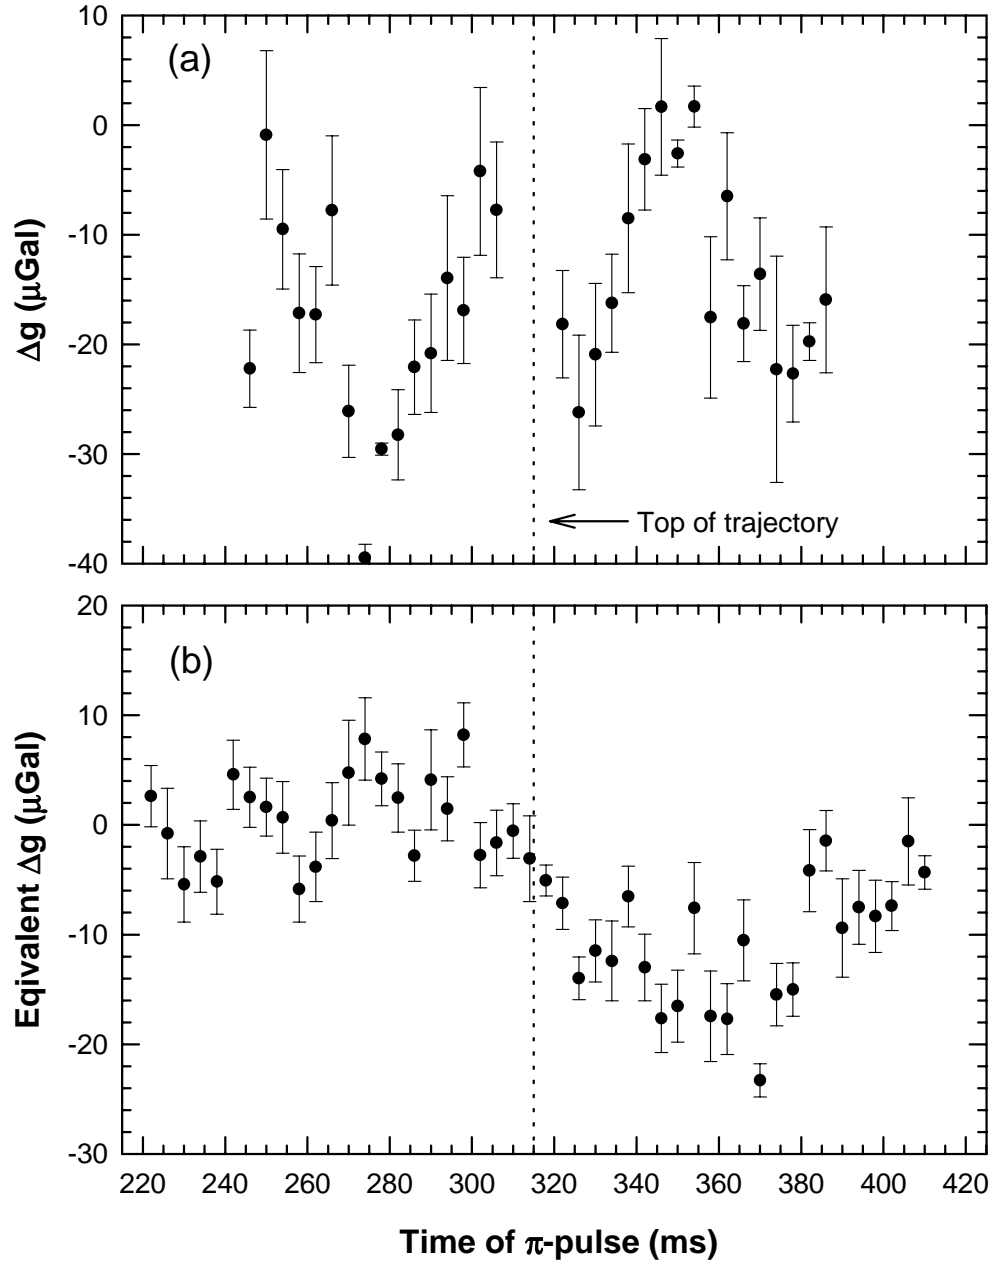 10
(a)
0
-10
Δg (μGal)
-20
-30
Top of trajectory
-40
20
(b)
10
0
Eqivalent Δg (μGal)
-10
-20
-30
220 240 260 280 300 320 340 360 380 400 420
Time of π-pulse (ms)